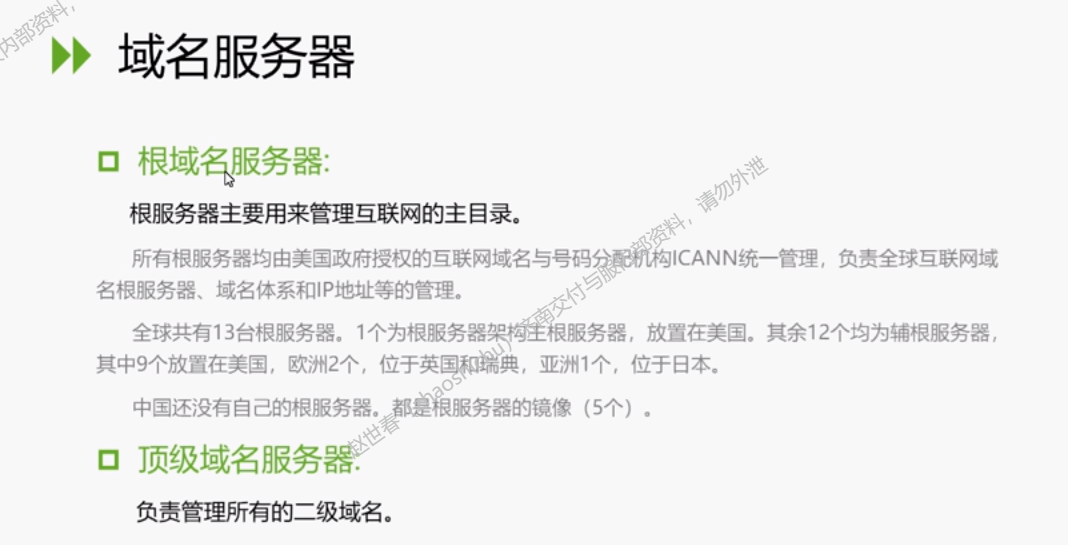 域名服务器
根域名服务器:
根服务器主要用来管理互联网的主目录。
所有根服务器均由美国政府授权的互联网域名与号码分配机构ICANN统一管理，负责全球互联网域
名根服务器、域名体系和IP地址等的管理。
全球共有13台根服务器。1个为根服务器架构主根服务器，放置在美国。其余12个均为辅根服务器，
其中9个放置在美国，欧洲2个，位于英国和瑞典，亚洲1个，位于日本。
中国还没有自己的根服务器。都是根服务器的镜像（5个）。
顶级域名服务器.
负责管理所有的二级域名。
内部资料，
部资料，请勿外泄